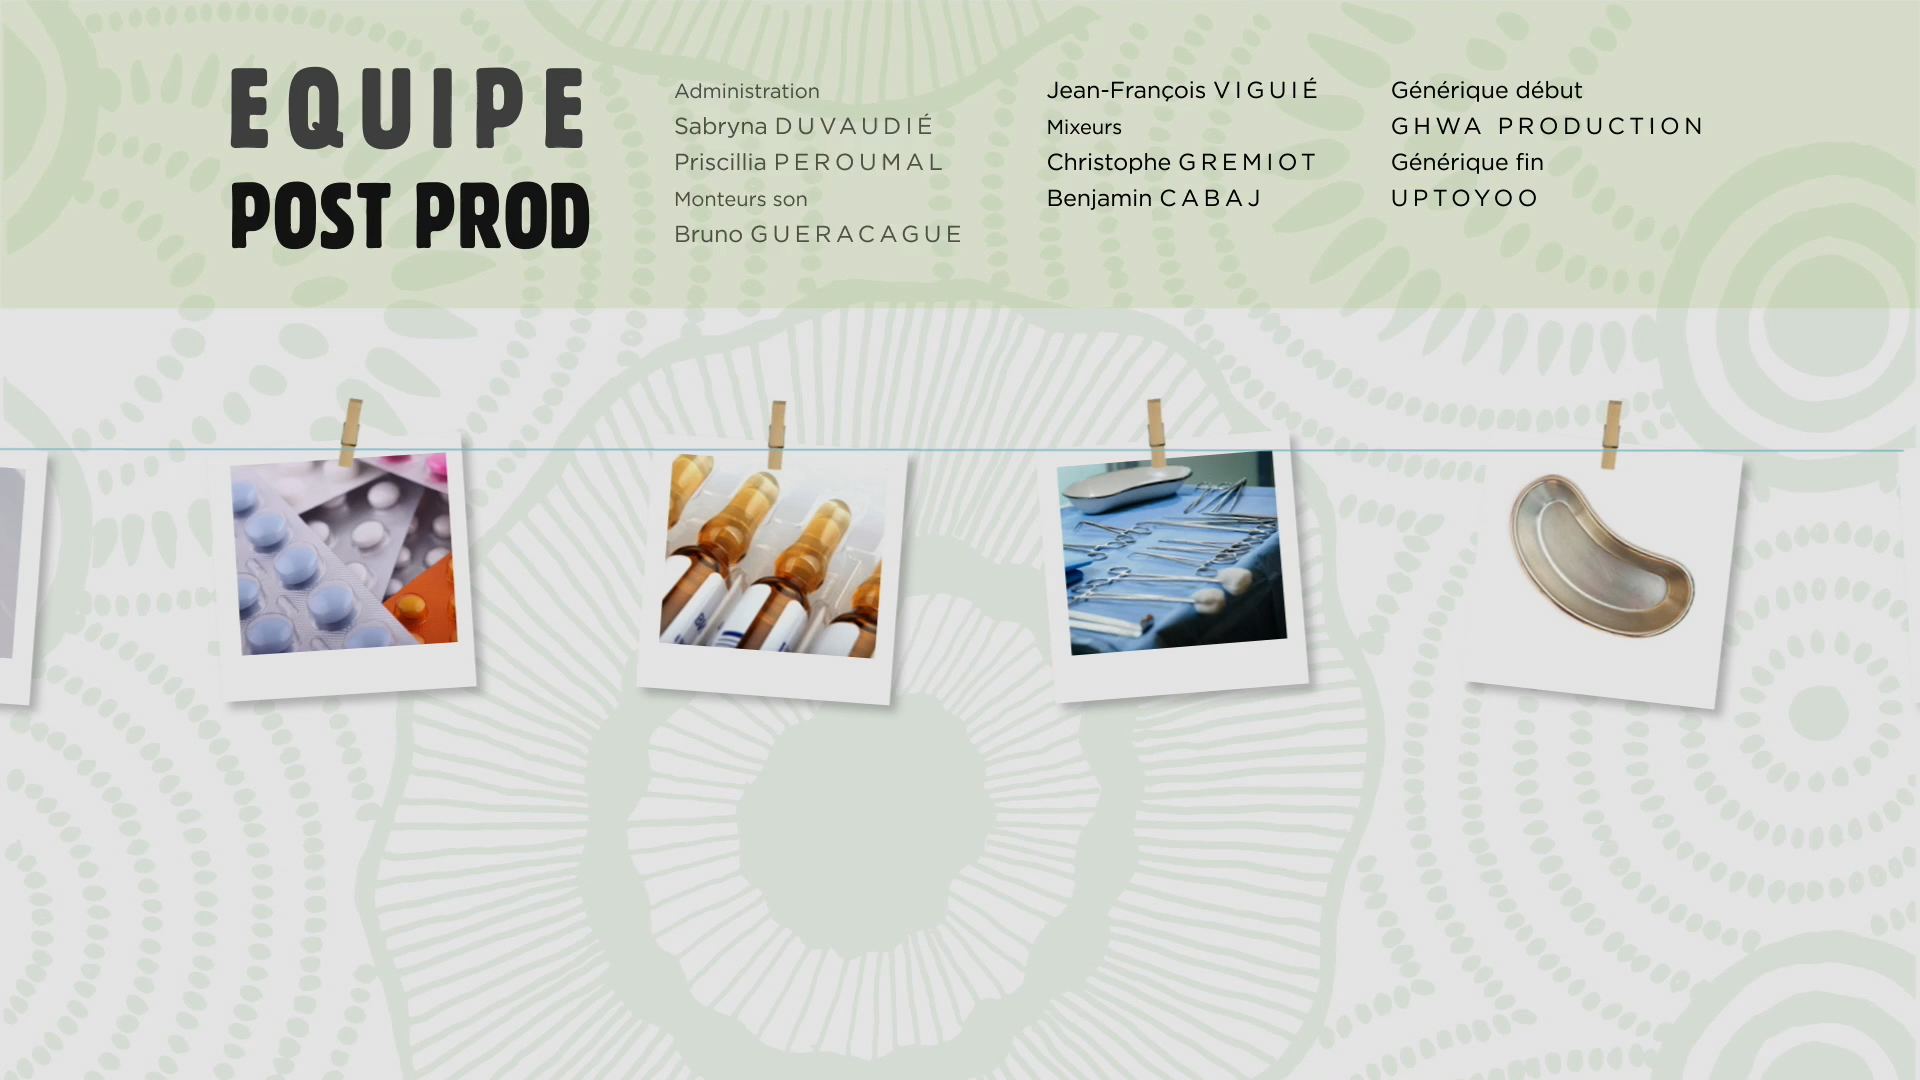 EQUIPE
POST PROD
Administration
Sabryna DUVAUDIÉ
Priscillia PEROUMAL
Monteurs son
Bruno GUERACAGUE
Jean-François VIGUIÉ
Mixeurs
Christophe GREMIOT
Benjamin CABAJ
Générique début
GHWA PRODUCTION
Générique fin
UPTOYOO